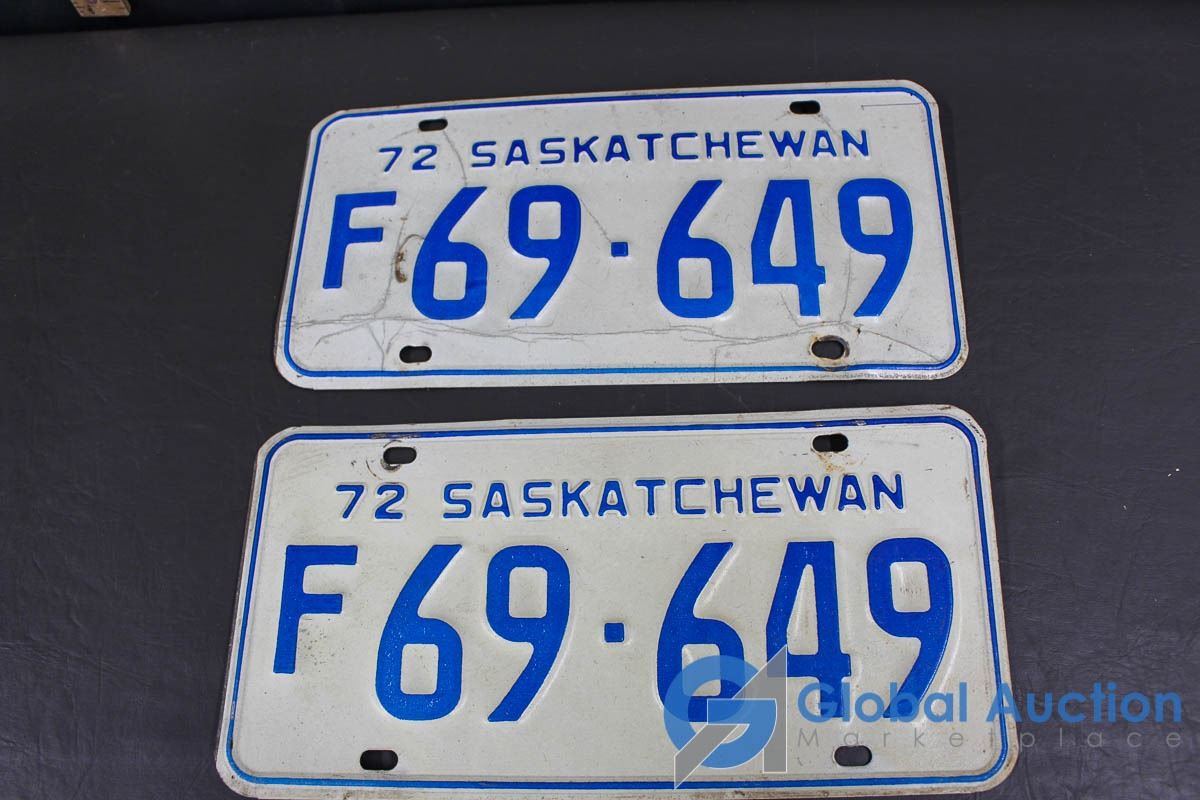 72 SASKATCHEWAN
F69·649
72 SASKATCHEWAN
F69·649
Global Auction
Marketplace